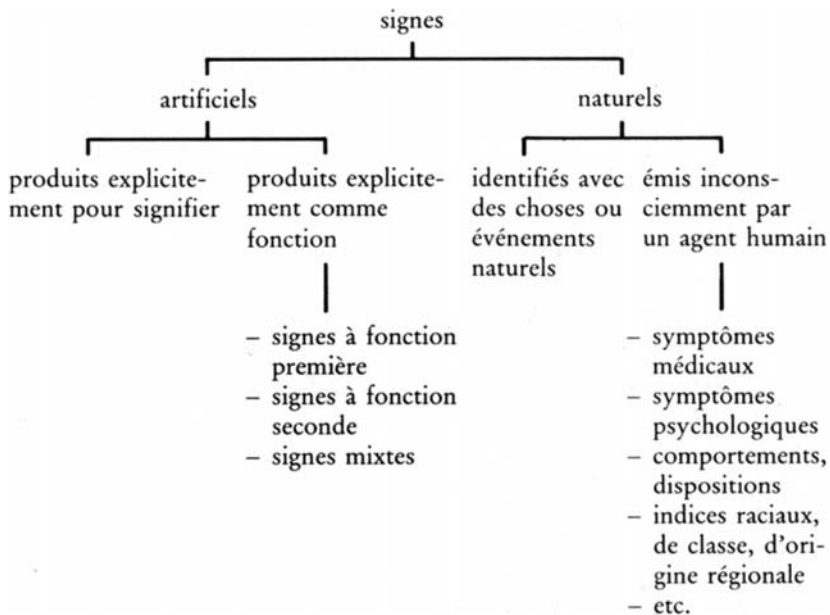 signes
artificiels
naturels
produits explicite-
ment pour signifier
produits explicite-
ment comme
fonction
– signes à fonction
première
– signes à fonction
seconde
– signes mixtes
identifiés avec
des choses ou
événements
naturels
émis incons-
ciemment par
un agent humain
– symptômes
médicaux
– symptômes
psychologiques
– comportements,
dispositions
– indices raciaux,
de classe, d'ori-
gine régionale
– etc.